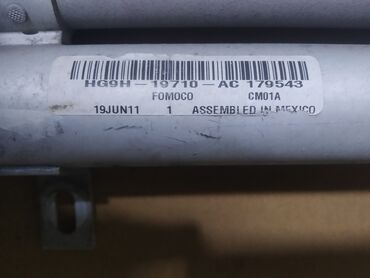 HG9H-19710-AC 179543
FOMOCO CM01A
19JUN11 1 ASSEMBLED IN MEXICO